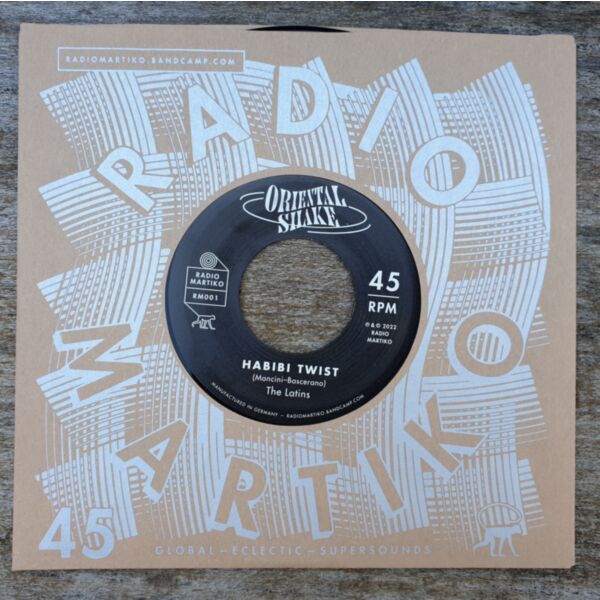 RADIOMARTIKO.BANDCAMP.COM
RADIO
MARTIKO
ORIENTAL
SHAKE
RADIO
MARTIKO
RM001
45
RPM
℗ & © 2022
RADIO
MARTIKO
HABIBI TWIST
(Mancini–Bascerano)
The Latins
MANUFACTURED IN GERMANY – RADIOMARTIKO.BANDCAMP.COM
45
GLOBAL – ECLECTIC – SUPERSOUNDS